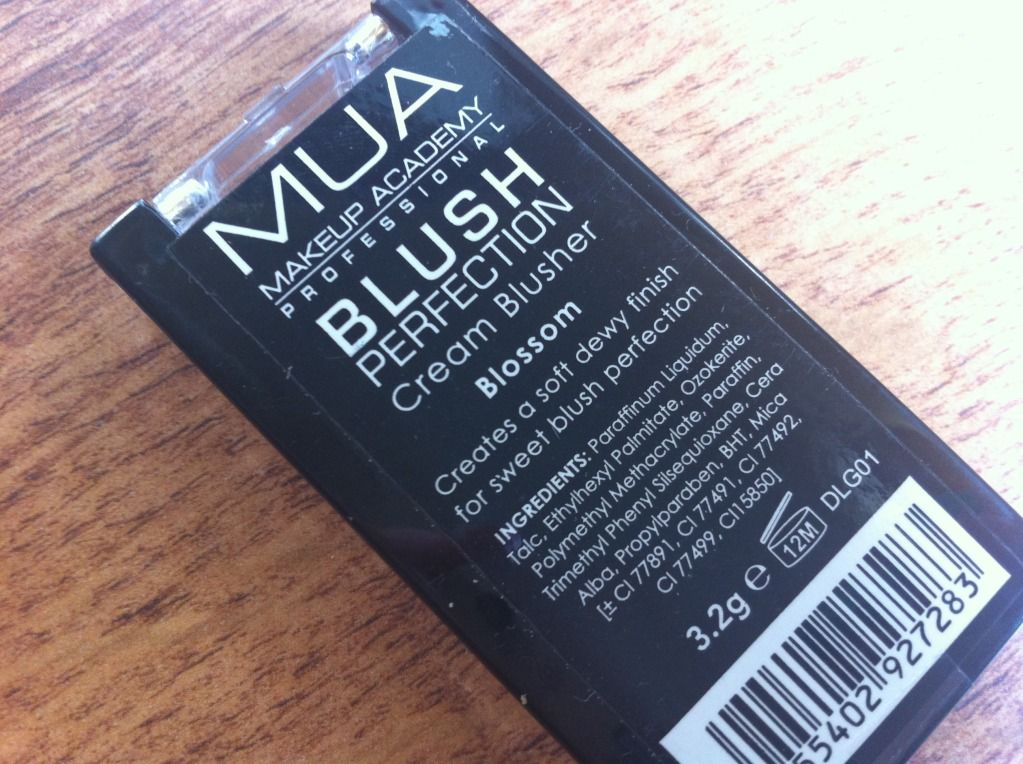 MUA
MAKEUP ACADEMY
PROFESSIONAL
BLUSH
PERFECTION
Cream Blusher
Blossom
Creates a soft dewy finish
for sweet blush perfection
INGREDIENTS: Paraffinum Liquidum,
Talc, Ethylhexyl Palmitate, Ozokerite,
Polymethyl Methacrylate, Paraffin,
Trimethyl Phenyl Silsequioxane, Cera
Alba, Propylparaben, BHT, Mica
[± CI 77891, CI 77491, CI 77492,
CI 77499, CI15850]
3.2g e 12M DLG01
55402 927283